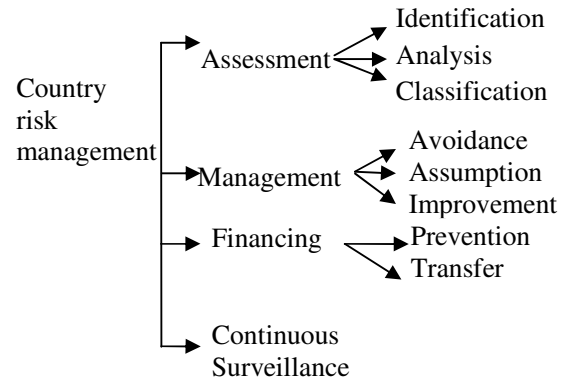 Country
risk
management
Assessment
Identification
Analysis
Classification
Management
Avoidance
Assumption
Improvement
Financing
Prevention
Transfer
Continuous
Surveillance